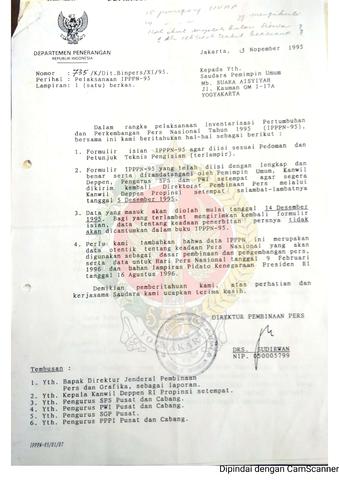 DEPARTEMEN PENERANGAN
REPUBLIK INDONESIA
Jakarta, 3 Nopember 1995
Nomor : 735/K/Dit.Binpers/XI/95.
Perihal : Pelaksanaan IPPPN-95
Lampiran: 1 (satu) berkas.
Kepada Yth.
Saudara Pemimpin Umum
Mb. SUARA AISYIYAH
Jl. Kauman GM I-17A
YOGYAKARTA
Dalam rangka pelaksanaan inventarisasi Pertumbuhan
dan Perkembangan Pers Nasional Tahun 1995 (IPPPN-95),
bersama ini kami beritahukan hal-hal sebagai berikut :
1. Formulir isian IPPPN-95 agar diisi sesuai Pedoman dan
Petunjuk Teknis Pengisian (terlampir).
2. Formulir IPPPN-95 yang telah diisi dengan lengkap dan
benar serta ditandatangani oleh Pemimpin Umum, Kanwil
Deppen, Pengurus SPS dan PWI setempat agar segera
dikirim kembali Direktorat Pembinaan Pers melalui
Kanwil Deppen Propinsi setempat selambat-lambatnya
tanggal 5 Desember 1995.
3. Data yang masuk akan diolah mulai tanggal 14 Desember
1995. Bagi yang terlambat mengirimkan kembali formulir
isian, data tentang keadaan penerbitan persnya tidak
akan dicantumkan dalam buku IPPPN-95.
4. Perlu kami tambahkan bahwa data IPPPN ini merupakan
data otentik tentang keadaan Pers Nasional yang akan
digunakan sebagai dasar pembinaan dan pengembangan pers,
serta data untuk Hari Pers Nasional tanggal 9 Februari
1996 dan bahan lampiran Pidato Kenegaraan Presiden RI
tanggal 16 Agustus 1996.
Demikian pemberitahuan kami, atas perhatian dan
kerjasama Saudara kami ucapkan terima kasih.
DIREKTUR PEMBINAAN PERS
DRS. SUDIRWAN
NIP. 050005799
Tembusan :
1. Yth. Bapak Direktur Jenderal Pembinaan
Pers dan Grafika, sebagai laporan.
2. Yth. Kepala Kanwil Deppen RI Propinsi setempat.
3. Yth. Pengurus SPS Pusat dan Cabang.
4. Yth. Pengurus PWI Pusat dan Cabang.
5. Yth. Pengurus SGP Pusat.
6. Yth. Pengurus PPPI Pusat dan Cabang.
Dipindai dengan CamScanner